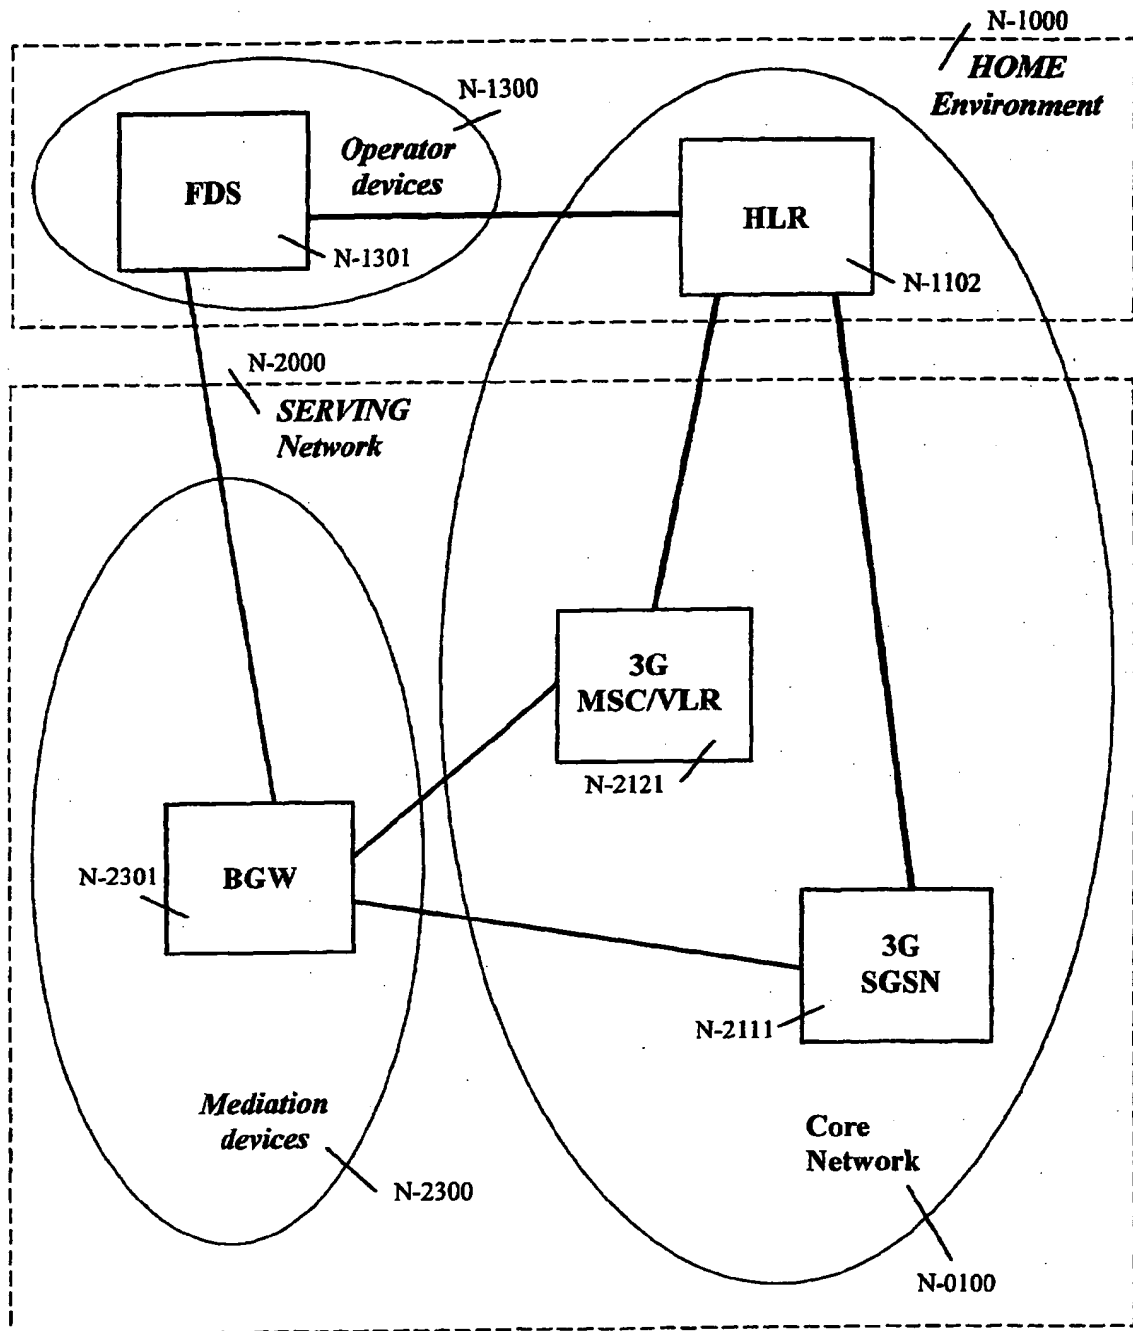 N-1000
HOME
Environment
N-1300
Operator
devices
FDS
HLR
N-1301
N-1102
N-2000
SERVING
Network
3G
MSC/VLR
N-2121
N-2301
BGW
3G
SGSN
N-2111
Mediation
devices
Core
Network
N-2300
N-0100